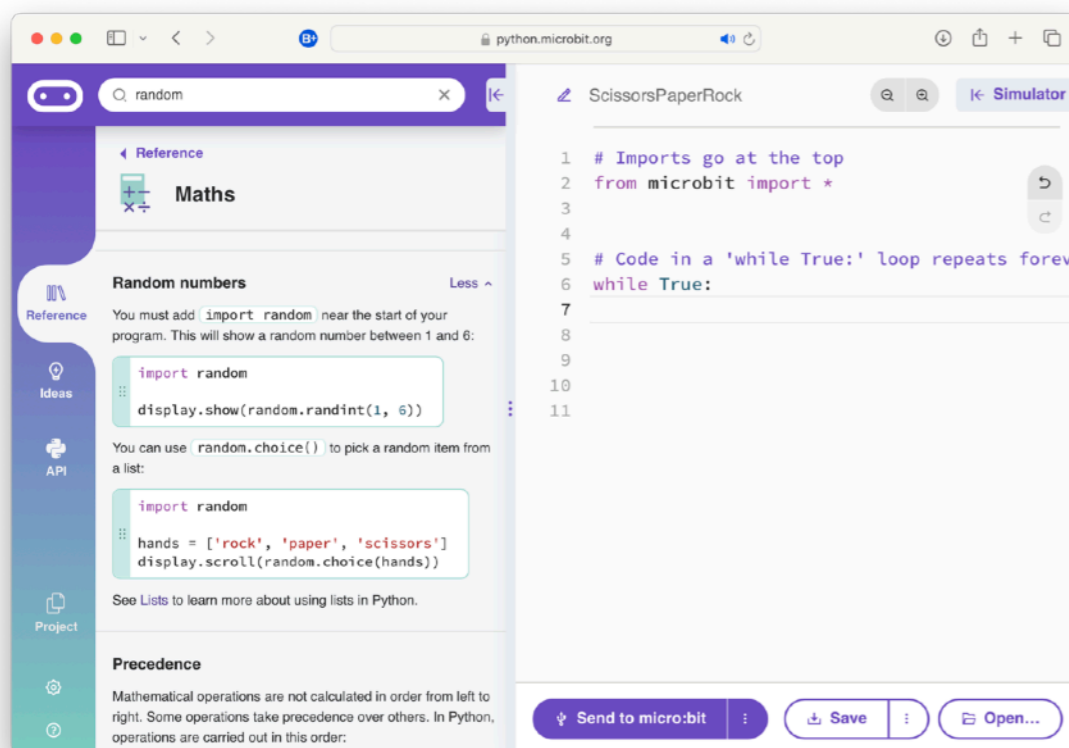 python.microbit.org
random
Reference
Maths
Reference
Ideas
API
Project
Random numbers
Less
You must add import random near the start of your
program. This will show a random number between 1 and 6:
import random
display.show(random.randint(1, 6))
You can use random.choice() to pick a random item from
a list:
import random
hands = ['rock', 'paper', 'scissors']
display.scroll(random.choice(hands))
See Lists to learn more about using lists in Python.
Precedence
Mathematical operations are not calculated in order from left to
right. Some operations take precedence over others. In Python,
operations are carried out in this order:
ScissorsPaperRock
Simulator
1 # Imports go at the top
2 from microbit import *
3
4
5 # Code in a 'while True:' loop repeats forev
6 while True:
7
8
9
10
11
Send to micro:bit
Save
Open...